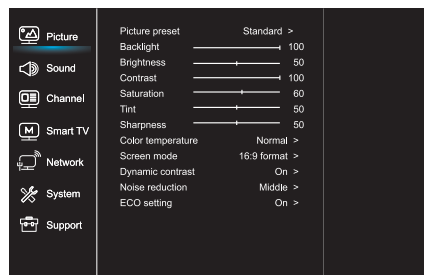 Picture
Sound
Channel
Smart TV
M
Network
System
Support
Picture preset Standard >
Backlight 100
Brightness 50
Contrast 100
Saturation 60
Tint 50
Sharpness 50
Color temperature Normal >
Screen mode 16:9 format >
Dynamic contrast On >
Noise reduction Middle >
ECO setting On >